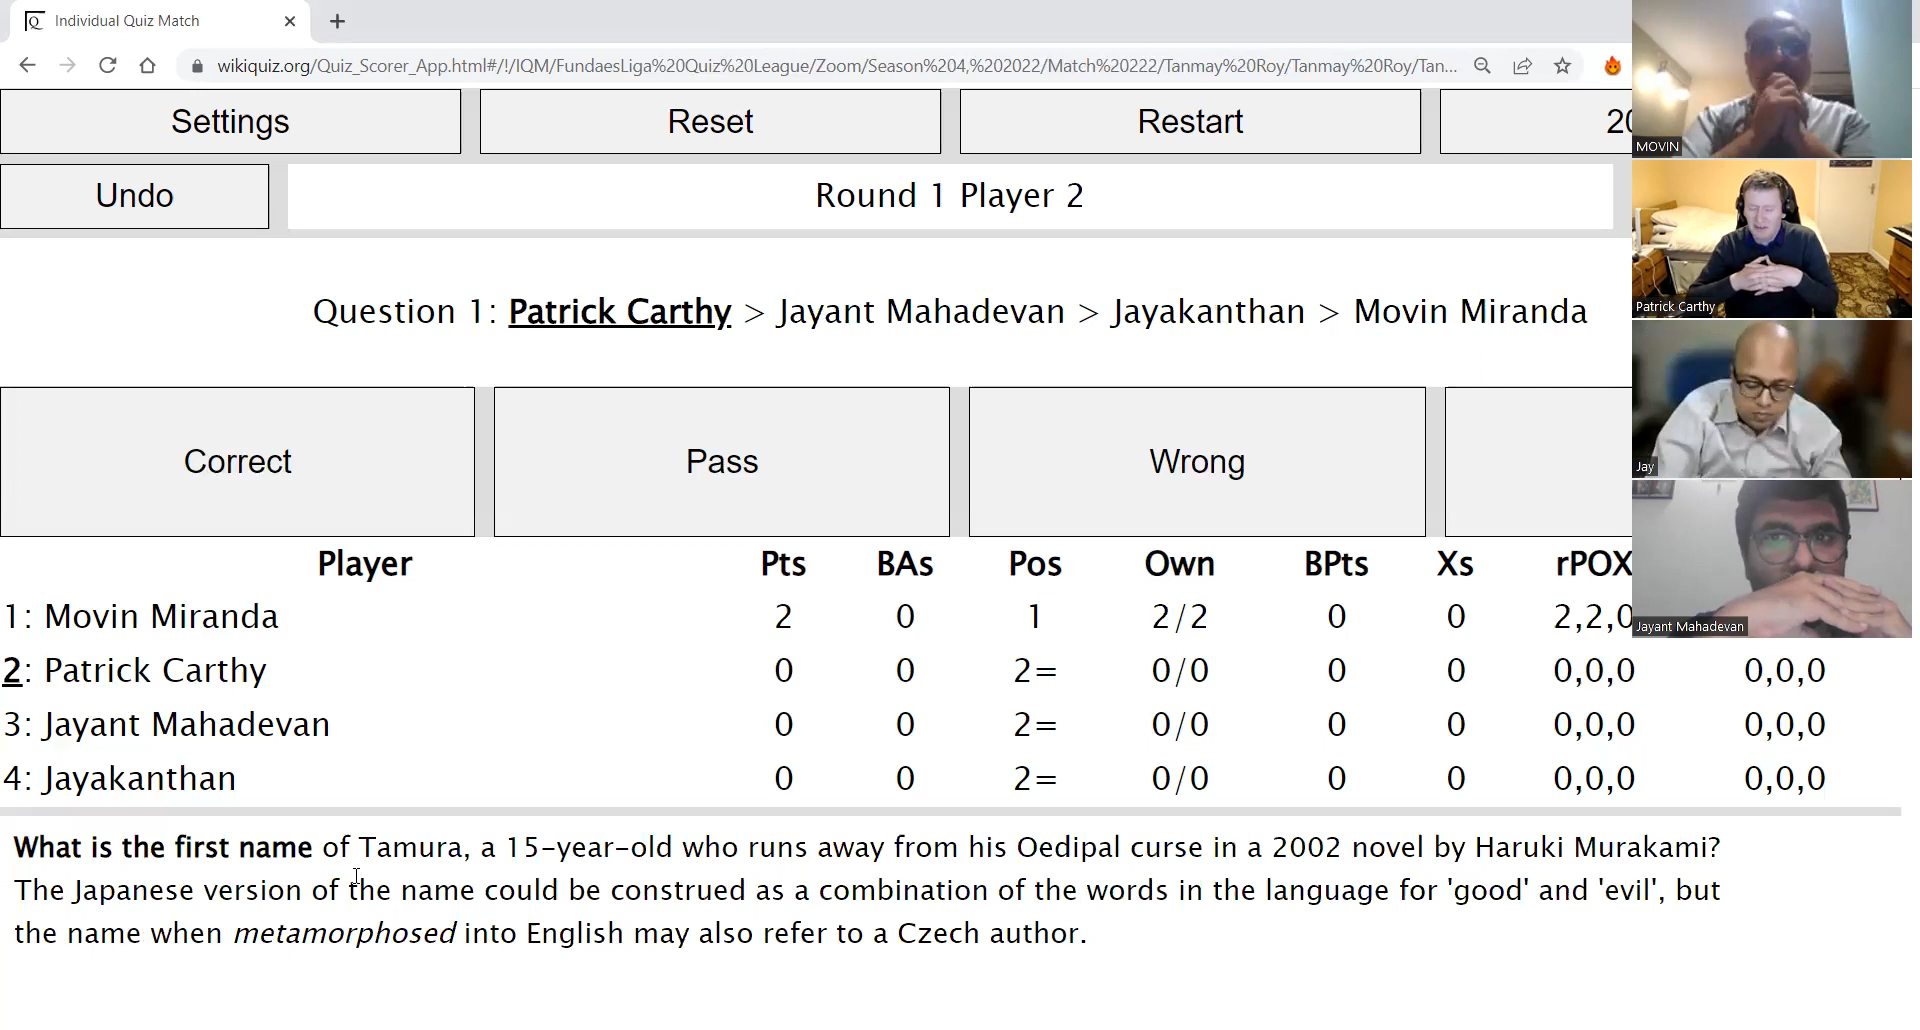 Individual Quiz Match
wikiquiz.org/Quiz_Scorer_App.html#/!/IQM/FundaesLiga%20Quiz%20League/Zoom/Season%204,%202022/Match%20222/Tanmay%20Roy/Tanmay%20Roy/Tan...
Settings Reset Restart 20
Undo Round 1 Player 2
Question 1: Patrick Carthy > Jayant Mahadevan > Jayakanthan > Movin Miranda
Correct Pass Wrong
Player Pts BAs Pos Own BPts Xs rPOX
1: Movin Miranda 2 0 1 2/2 0 0 2,2,0
2: Patrick Carthy 0 0 2= 0/0 0 0 0,0,0 0,0,0
3: Jayant Mahadevan 0 0 2= 0/0 0 0 0,0,0 0,0,0
4: Jayakanthan 0 0 2= 0/0 0 0 0,0,0 0,0,0
What is the first name of Tamura, a 15-year-old who runs away from his Oedipal curse in a 2002 novel by Haruki Murakami?
The Japanese version of the name could be construed as a combination of the words in the language for 'good' and 'evil', but
the name when metamorphosed into English may also refer to a Czech author.
MOVIN
Patrick Carthy
Jay
Jayant Mahadevan